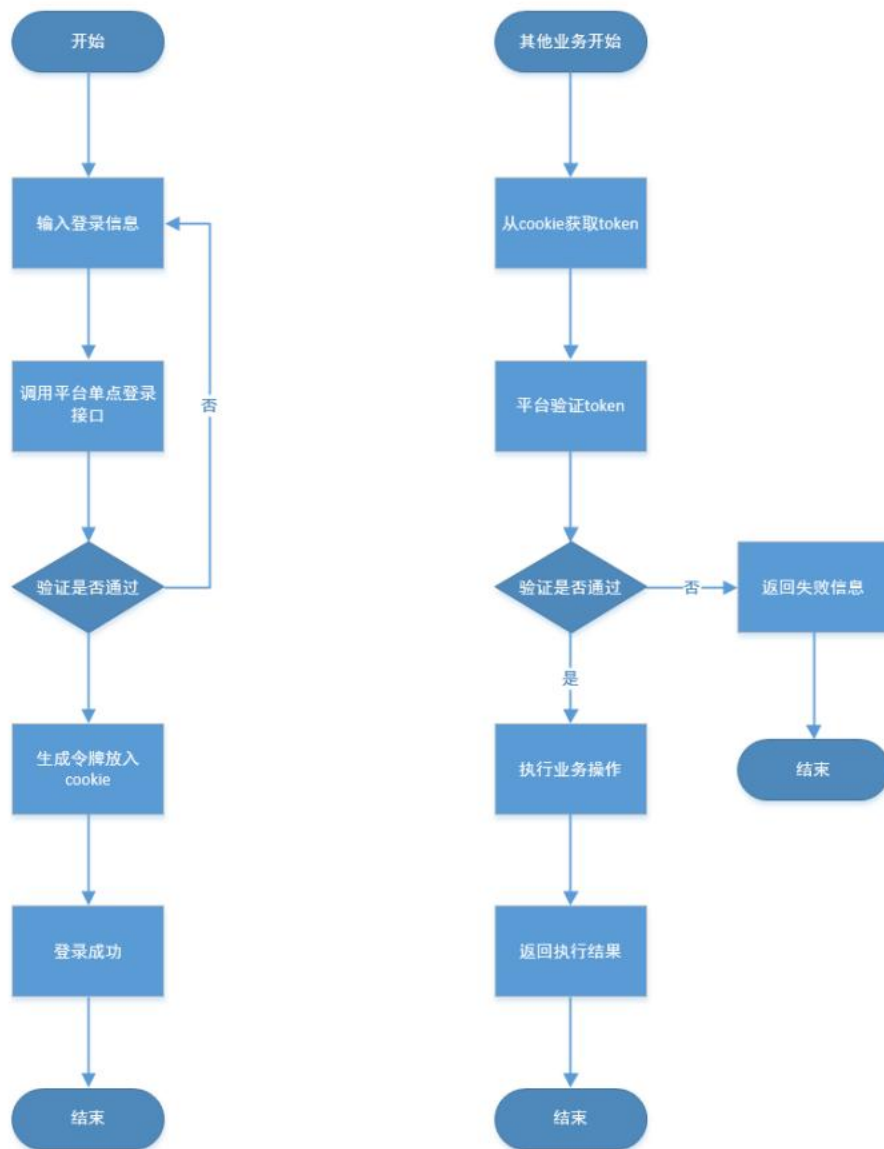 开始
输入登录信息
调用平台单点登录
接口
否
验证是否通过
生成令牌放入
cookie
登录成功
结束
其他业务开始
从cookie获取token
平台验证token
验证是否通过
否
返回失败信息
结束
是
执行业务操作
返回执行结果
结束